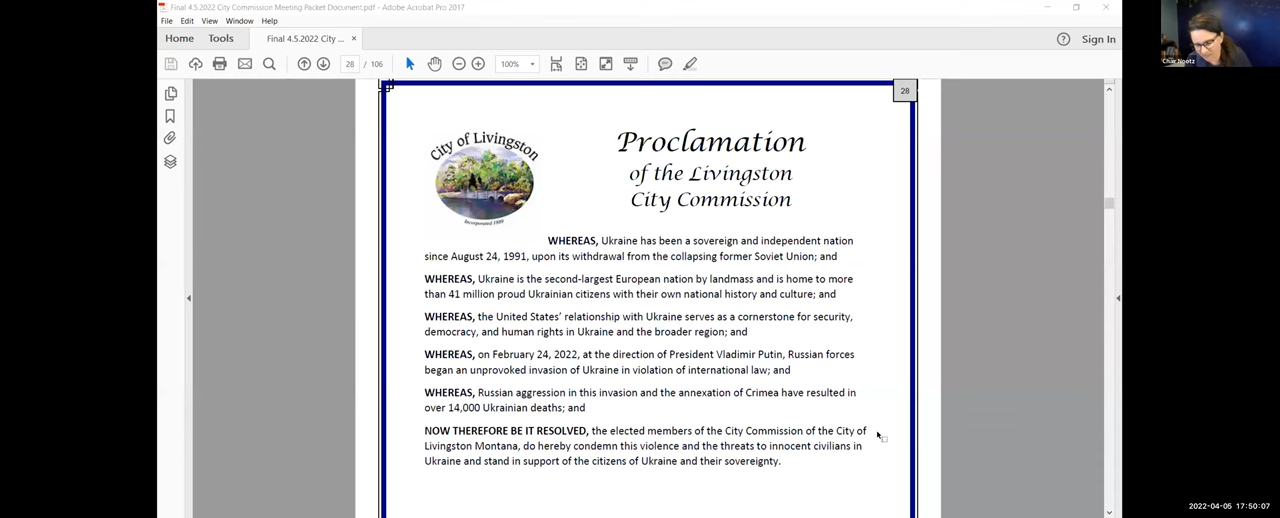 Final 4.5.2022 City Commission Meeting Packet Document.pdf - Adobe Acrobat Pro 2017
File Edit View Window Help
Home Tools Final 4.5.2022 City ... × Sign In
28 / 106 100%
28
City of Livingston
Incorporated 1889
Proclamation
of the Livingston
City Commission
WHEREAS, Ukraine has been a sovereign and independent nation
since August 24, 1991, upon its withdrawal from the collapsing former Soviet Union; and
WHEREAS, Ukraine is the second-largest European nation by landmass and is home to more
than 41 million proud Ukrainian citizens with their own national history and culture; and
WHEREAS, the United States' relationship with Ukraine serves as a cornerstone for security,
democracy, and human rights in Ukraine and the broader region; and
WHEREAS, on February 24, 2022, at the direction of President Vladimir Putin, Russian forces
began an unprovoked invasion of Ukraine in violation of international law; and
WHEREAS, Russian aggression in this invasion and the annexation of Crimea have resulted in
over 14,000 Ukrainian deaths; and
NOW THEREFORE BE IT RESOLVED, the elected members of the City Commission of the City of
Livingston Montana, do hereby condemn this violence and the threats to innocent civilians in
Ukraine and stand in support of the citizens of Ukraine and their sovereignty.
Chair Nootz
2022-04-05 17:50:07